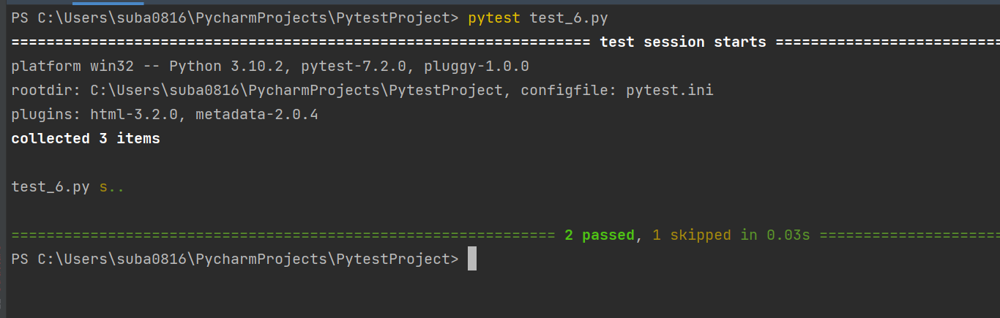 PS C:\Users\suba0816\PycharmProjects\PytestProject> pytest test_6.py
================================================================== test session starts ==========================
platform win32 -- Python 3.10.2, pytest-7.2.0, pluggy-1.0.0
rootdir: C:\Users\suba0816\PycharmProjects\PytestProject, configfile: pytest.ini
plugins: html-3.2.0, metadata-2.0.4
collected 3 items
test_6.py s..
============================================================== 2 passed, 1 skipped in 0.03s =====================
PS C:\Users\suba0816\PycharmProjects\PytestProject>